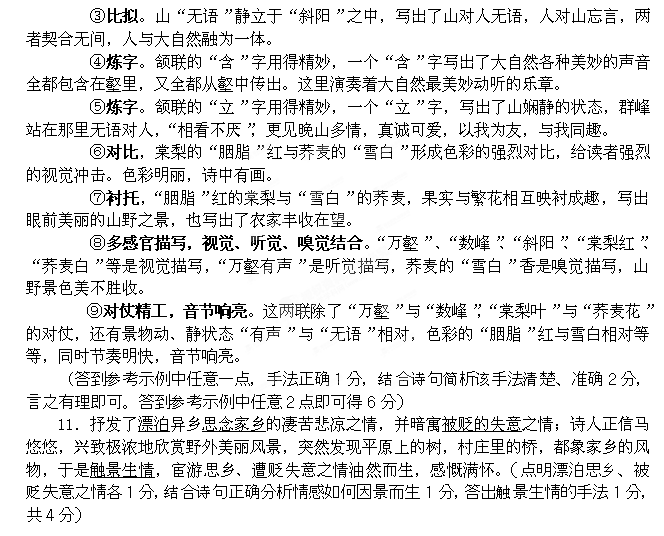 ③比拟。山“无语”静立于“斜阳”之中，写出了山对人无语，人对山忘言，两
者契合无间，人与大自然融为一体。
④炼字。颔联的“含”字用得精妙，一个“含”字写出了大自然各种美妙的声音
全都包含在壑里，又全都从壑中传出。这里演奏着大自然最美妙动听的乐章。
⑤炼字。颔联的“立”字用得精妙，一个“立”字，写出了山娴静的状态，群峰
站在那里无语对人，“相看不厌”，更见晚山多情，真诚可爱，以我为友，与我同趣。
⑥对比，棠梨的“胭脂”红与荞麦的“雪白”形成色彩的强烈对比，给读者强烈
的视觉冲击。色彩明丽，诗中有画。
⑦衬托，“胭脂”红的棠梨与“雪白”的荞麦，果实与繁花相互映衬成趣，写出
眼前美丽的山野之景，也写出了农家丰收在望。
⑧多感官描写，视觉、听觉、嗅觉结合。“万壑”、“数峰”、“斜阳”、“棠梨红”、
“荞麦白”等是视觉描写，“万壑有声”是听觉描写，荞麦的“雪白”香是嗅觉描写，山
野景色美不胜收。
⑨对仗精工，音节响亮。这两联除了“万壑”与“数峰”，“棠梨叶”与“荞麦花”
的对仗，还有景物动、静状态“有声”与“无语”相对，色彩的“胭脂”红与雪白相对等
等，同时节奏明快，音节响亮。
（答到参考示例中任意一点，手法正确1分，结合诗句简析该手法清楚、准确2分，
言之有理即可。答到参考示例中任意2点即可得6分）
11．抒发了漂泊异乡思念家乡的凄苦悲凉之情，并暗寓被贬的失意之情；诗人正信马
悠悠，兴致极浓地欣赏野外美丽风景，突然发现平原上的树，村庄里的桥，都象家乡的风
物，于是触景生情，宦游思乡、遭贬失意之情油然而生，感慨满怀。（点明漂泊思乡、被
贬失意之情各1分，结合诗句正确分析情感如何因景而生1分，答出触景生情的手法1分，
共4分）